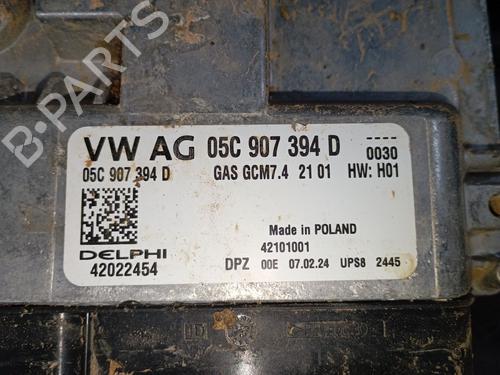 B-PARTS
VW AG 05C 907 394 D ----
0030
05C 907 394 D GAS GCM7.4 21 01 HW: H01
Made in POLAND
DELPHI 42101001
42022454 DPZ 00E 07.02.24 UPS8 2445